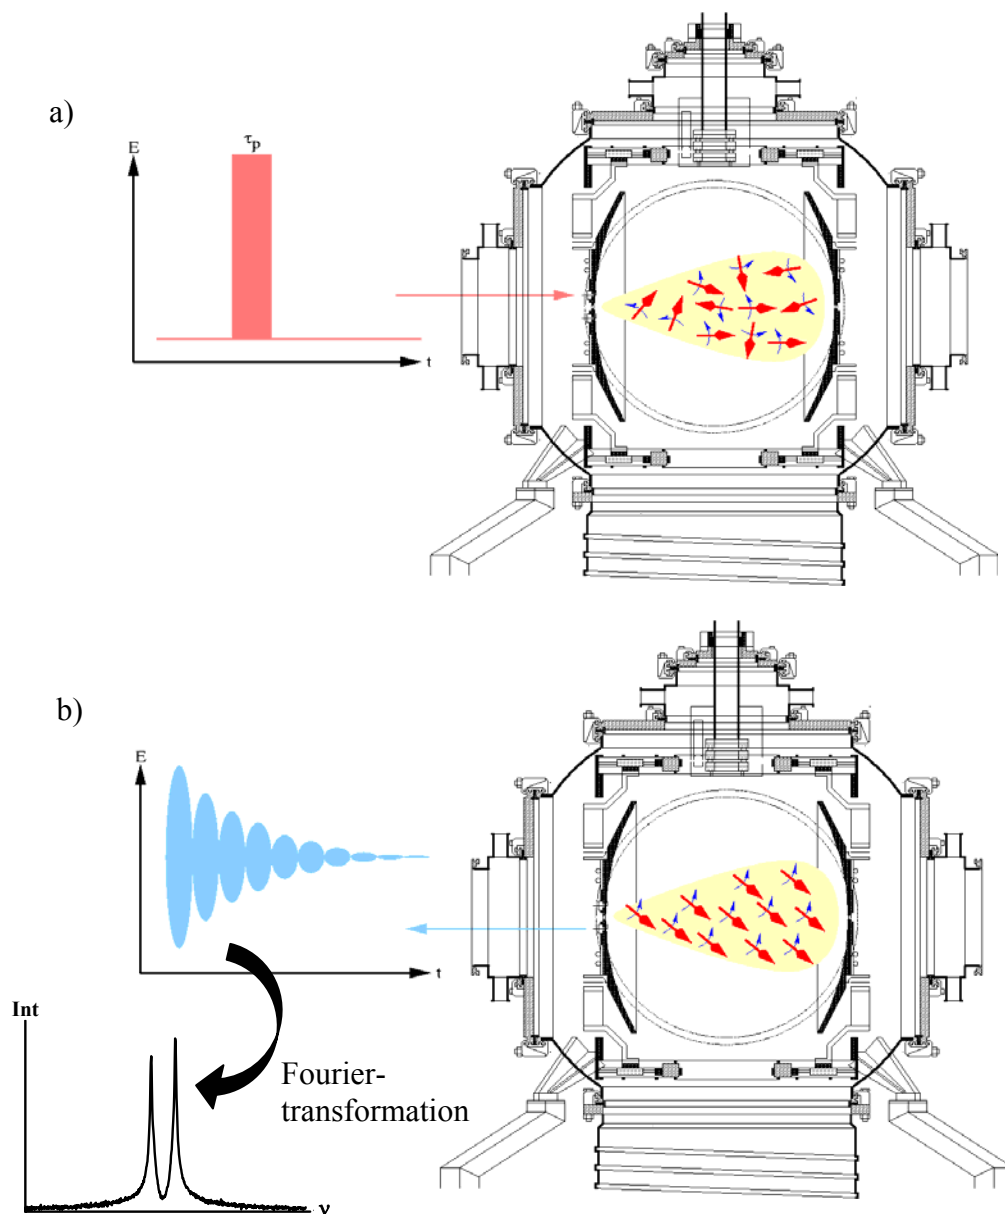 a)
E
τp
t
b)
E
t
Int
Fourier-
transformation
ν